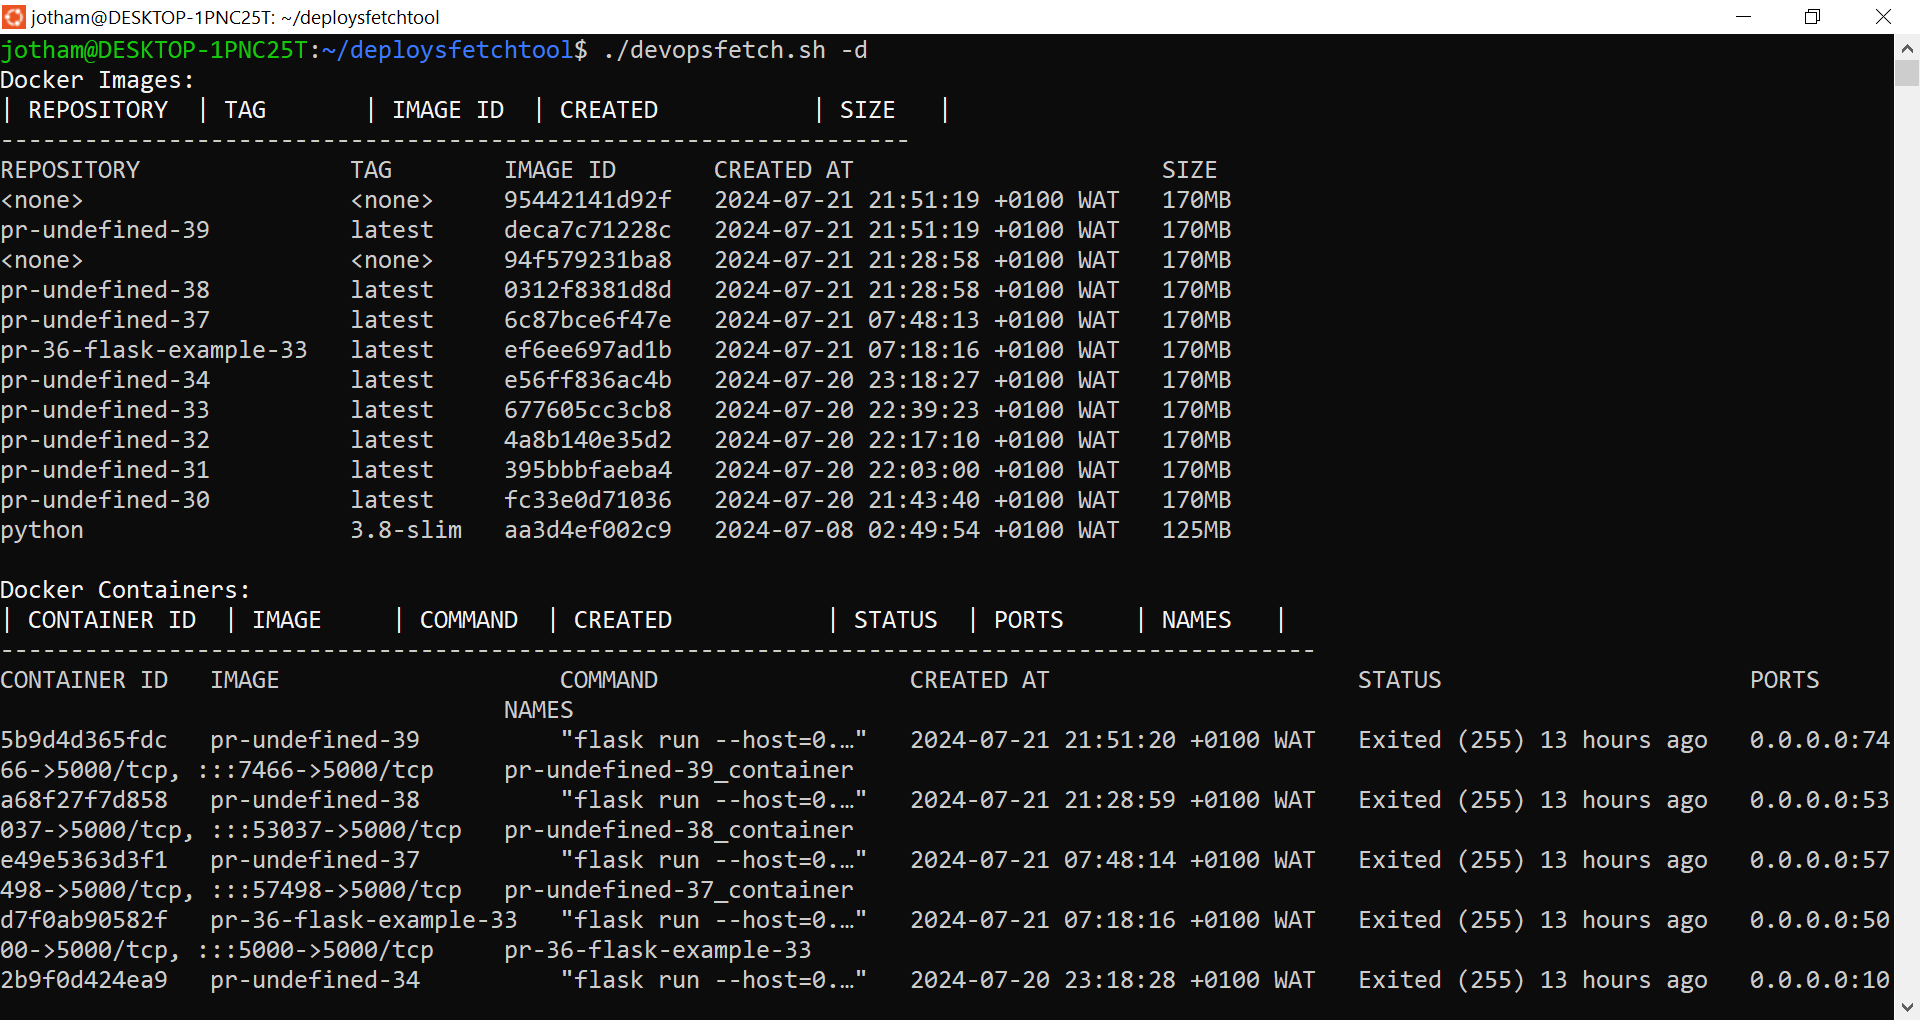 jotham@DESKTOP-1PNC25T: ~/deploysfetchtool
jotham@DESKTOP-1PNC25T:~/deploysfetchtool$ ./devopsfetch.sh -d
Docker Images:
| REPOSITORY  | TAG       | IMAGE ID  | CREATED           | SIZE   |
-----------------------------------------------------------------
REPOSITORY               TAG        IMAGE ID       CREATED AT                      SIZE
<none>                   <none>     95442141d92f   2024-07-21 21:51:19 +0100 WAT   170MB
pr-undefined-39          latest     deca7c71228c   2024-07-21 21:51:19 +0100 WAT   170MB
<none>                   <none>     94f579231ba8   2024-07-21 21:28:58 +0100 WAT   170MB
pr-undefined-38          latest     0312f8381d8d   2024-07-21 21:28:58 +0100 WAT   170MB
pr-undefined-37          latest     6c87bce6f47e   2024-07-21 07:48:13 +0100 WAT   170MB
pr-36-flask-example-33   latest     ef6ee697ad1b   2024-07-21 07:18:16 +0100 WAT   170MB
pr-undefined-34          latest     e56ff836ac4b   2024-07-20 23:18:27 +0100 WAT   170MB
pr-undefined-33          latest     677605cc3cb8   2024-07-20 22:39:23 +0100 WAT   170MB
pr-undefined-32          latest     4a8b140e35d2   2024-07-20 22:17:10 +0100 WAT   170MB
pr-undefined-31          latest     395bbbfaeba4   2024-07-20 22:03:00 +0100 WAT   170MB
pr-undefined-30          latest     fc33e0d71036   2024-07-20 21:43:40 +0100 WAT   170MB
python                   3.8-slim   aa3d4ef002c9   2024-07-08 02:49:54 +0100 WAT   125MB
Docker Containers:
| CONTAINER ID  | IMAGE     | COMMAND  | CREATED           | STATUS  | PORTS     | NAMES   |
----------------------------------------------------------------------------------------------
CONTAINER ID   IMAGE                    COMMAND                  CREATED AT                      STATUS                      PORTS
                                    NAMES
5b9d4d365fdc   pr-undefined-39          "flask run --host=0.…"   2024-07-21 21:51:20 +0100 WAT   Exited (255) 13 hours ago   0.0.0.0:74
66->5000/tcp, :::7466->5000/tcp     pr-undefined-39_container
a68f27f7d858   pr-undefined-38          "flask run --host=0.…"   2024-07-21 21:28:59 +0100 WAT   Exited (255) 13 hours ago   0.0.0.0:53
037->5000/tcp, :::53037->5000/tcp   pr-undefined-38_container
e49e5363d3f1   pr-undefined-37          "flask run --host=0.…"   2024-07-21 07:48:14 +0100 WAT   Exited (255) 13 hours ago   0.0.0.0:57
498->5000/tcp, :::57498->5000/tcp   pr-undefined-37_container
d7f0ab90582f   pr-36-flask-example-33   "flask run --host=0.…"   2024-07-21 07:18:16 +0100 WAT   Exited (255) 13 hours ago   0.0.0.0:50
00->5000/tcp, :::5000->5000/tcp     pr-36-flask-example-33
2b9f0d424ea9   pr-undefined-34          "flask run --host=0.…"   2024-07-20 23:18:28 +0100 WAT   Exited (255) 13 hours ago   0.0.0.0:10